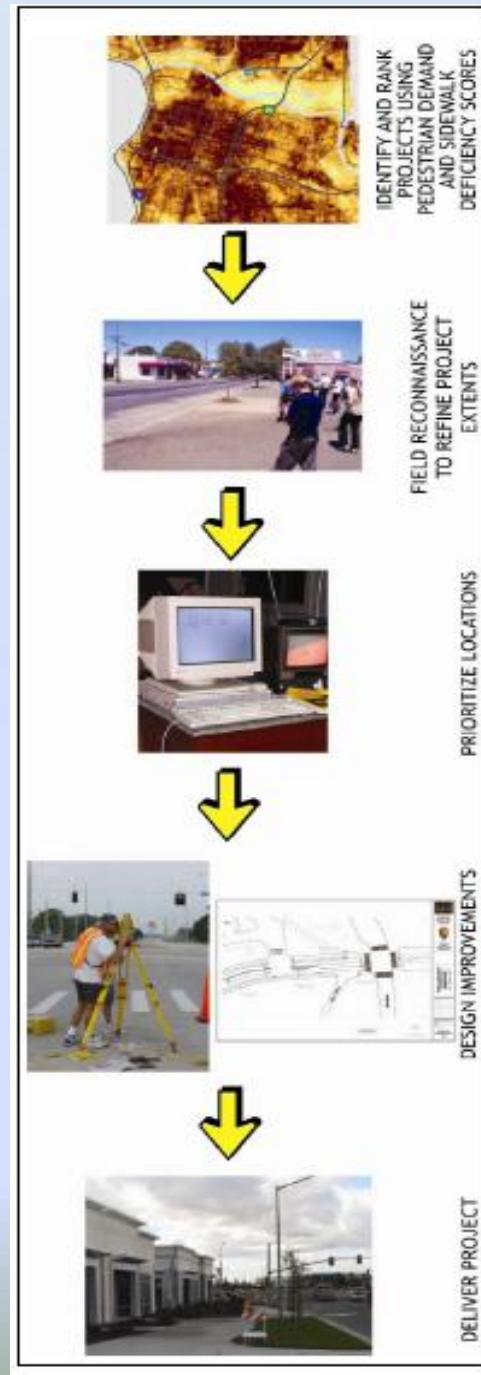 IDENTIFY AND RANK
PROJECTS USING
PEDESTRIAN DEMAND
AND SIDEWALK
DEFICIENCY SCORES
FIELD RECONNAISSANCE
TO REFINE PROJECT
EXTENTS
PRIORITIZE LOCATIONS
DESIGN IMPROVEMENTS
DELIVER PROJECT